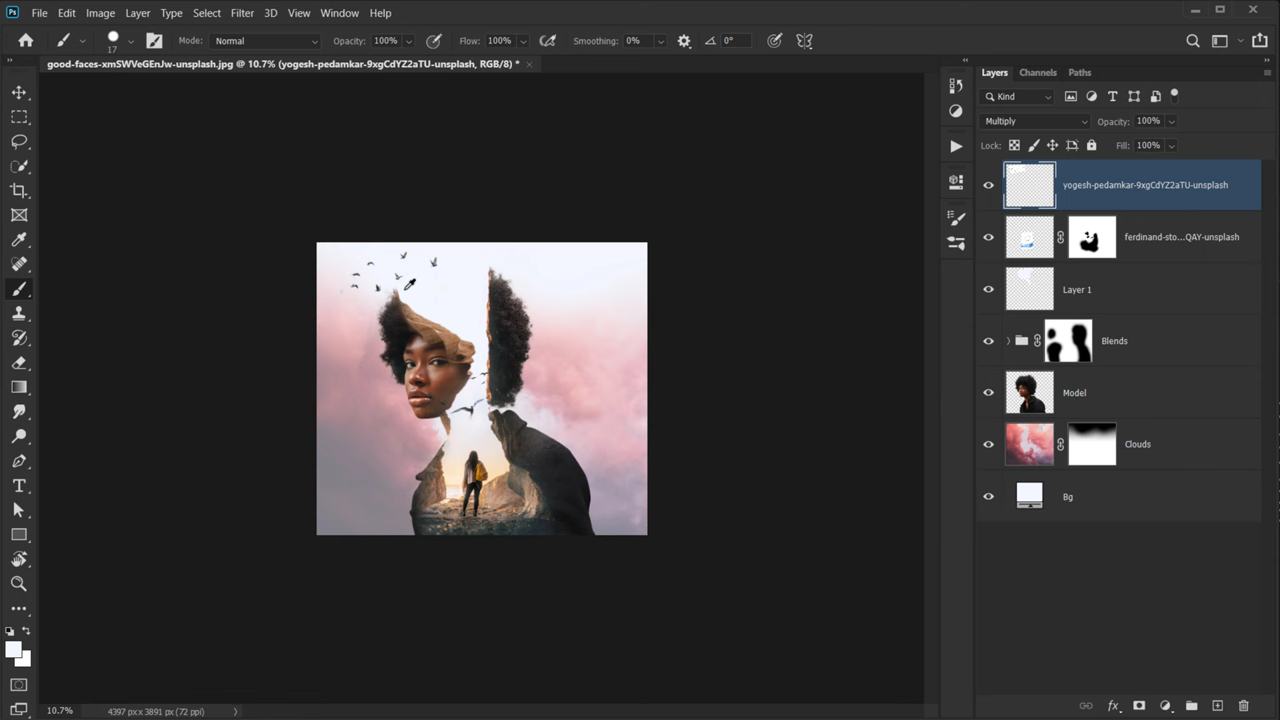 Ps File Edit Image Layer Type Select Filter 3D View Window Help
17 Mode: Normal Opacity: 100% Flow: 100% Smoothing: 0% 0°
good-faces-xmSWVeGEnJw-unsplash.jpg @ 10.7% (yogesh-pedamkar-9xgCdYZ2aTU-unsplash, RGB/8) *
Layers Channels Paths
Kind
Multiply Opacity: 100%
Lock: Fill: 100%
yogesh-pedamkar-9xgCdYZ2aTU-unsplash
ferdinand-sto...QAY-unsplash
Layer 1
Blends
Model
Clouds
Bg
10.7% 4397 px x 3891 px (72 ppi)